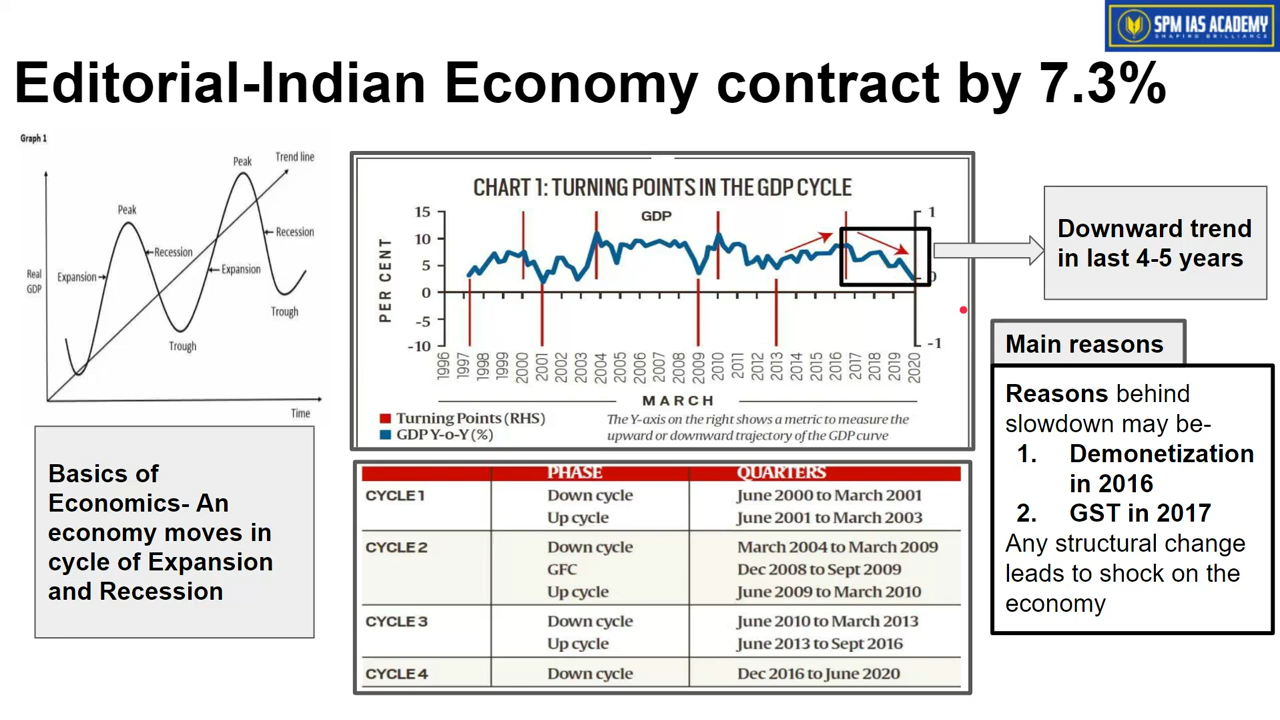 SPM IAS ACADEMY
SHAPING BRILLIANCE
Editorial-Indian Economy contract by 7.3%
Graph 1
Peak
Trend line
Peak
Recession
Recession
Expansion
Expansion
Real
GDP
Trough
Trough
Time
Basics of
Economics- An
economy moves in
cycle of Expansion
and Recession
CHART 1: TURNING POINTS IN THE GDP CYCLE
GDP
PER CENT
15
10
5
0
-5
-10
1
0
-1
1996
1997
1998
1999
2000
2001
2002
2003
2004
2005
2006
2007
2008
2009
2010
2011
2012
2013
2014
2015
2016
2017
2018
2019
2020
MARCH
Turning Points (RHS)
GDP Y-o-Y (%)
The Y-axis on the right shows a metric to measure the
upward or downward trajectory of the GDP curve
PHASE QUARTERS
CYCLE 1 Down cycle June 2000 to March 2001
Up cycle June 2001 to March 2003
CYCLE 2 Down cycle March 2004 to March 2009
GFC Dec 2008 to Sept 2009
Up cycle June 2009 to March 2010
CYCLE 3 Down cycle June 2010 to March 2013
Up cycle June 2013 to Sept 2016
CYCLE 4 Down cycle Dec 2016 to June 2020
Downward trend
in last 4-5 years
Main reasons
Reasons behind
slowdown may be-
1. Demonetization
in 2016
2. GST in 2017
Any structural change
leads to shock on the
economy